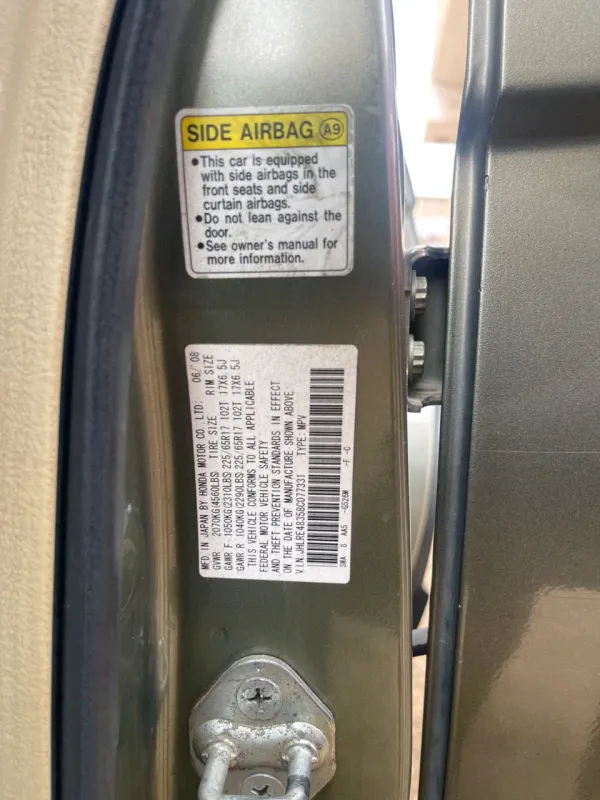 SIDE AIRBAG A9
•This car is equipped
with side airbags in the
front seats and side
curtain airbags.
•Do not lean against the
door.
•See owner's manual for
more information.
MFD IN JAPAN BY HONDA MOTOR CO.,LTD; 06/'08
GVWR 2070KG(4560LBS) TIRE SIZE RIM SIZE
GAWR F 1050KG(2310LBS) 225/65R17 102T 17X6.5J
GAWR R 1040KG(2290LBS) 225/65R17 102T 17X6.5J
THIS VEHICLE CONFORMS TO ALL APPLICABLE
FEDERAL MOTOR VEHICLE SAFETY
AND THEFT PREVENTION STANDARDS IN EFFECT
ON THE DATE OF MANUFACTURE SHOWN ABOVE
V.I.N.JHLRE48358C077331 TYPE: MPV
SWA 8 AA5 -G526M -F -C